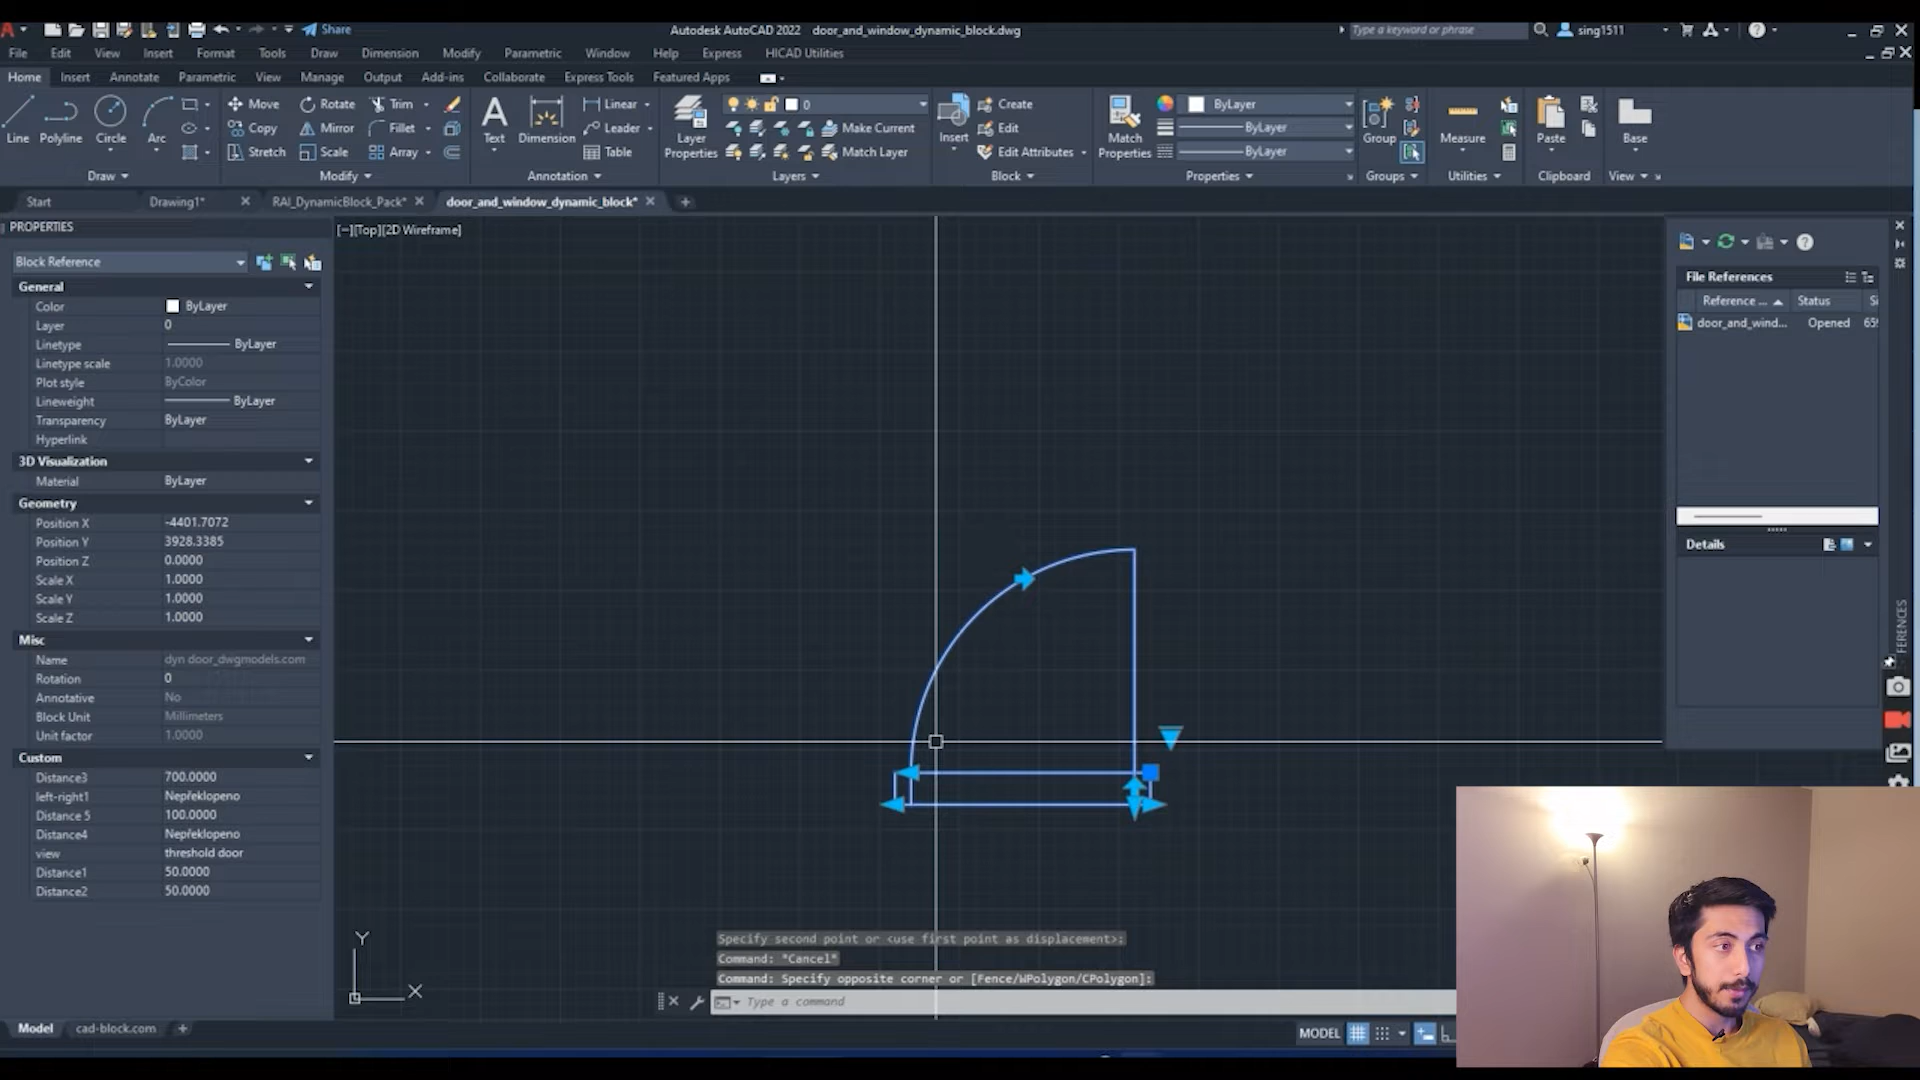 Share
Autodesk AutoCAD 2022 door_and_window_dynamic_block.dwg
Type a keyword or phrase
sing1511
File Edit View Insert Format Tools Draw Dimension Modify Parametric Window Help Express HICAD Utilities
Home Insert Annotate Parametric View Manage Output Add-ins Collaborate Express Tools Featured Apps
Line Polyline Circle Arc
Move Rotate Trim
Copy Mirror Fillet
Stretch Scale Array
Text Dimension
Linear
Leader
Table
Layer Properties
0
Make Current
Match Layer
Insert
Create
Edit
Edit Attributes
Match Properties
ByLayer
ByLayer
ByLayer
Group
Measure
Paste
Base
Draw Modify Annotation Layers Block Properties Groups Utilities Clipboard View
Start Drawing1* RAI_DynamicBlock_Pack* door_and_window_dynamic_block*
PROPERTIES
Block Reference
General
Color ByLayer
Layer 0
Linetype ByLayer
Linetype scale 1.0000
Plot style ByColor
Lineweight ByLayer
Transparency ByLayer
Hyperlink
3D Visualization
Material ByLayer
Geometry
Position X -4401.7072
Position Y 3928.3385
Position Z 0.0000
Scale X 1.0000
Scale Y 1.0000
Scale Z 1.0000
Misc
Name dyn door_dwgmodels.com
Rotation 0
Annotative No
Block Unit Millimeters
Unit factor 1.0000
Custom
Distance3 700.0000
left-right1 Nepřeklopeno
Distance 5 100.0000
Distance4 Nepřeklopeno
view threshold door
Distance1 50.0000
Distance2 50.0000
[−][Top][2D Wireframe]
Y
X
Specify second point or <use first point as displacement>:
Command: *Cancel*
Command: Specify opposite corner or [Fence/WPolygon/CPolygon]:
Type a command
File References
Reference ... Status Si
door_and_wind... Opened 65
Details
FERENCES
Model cad-block.com
MODEL